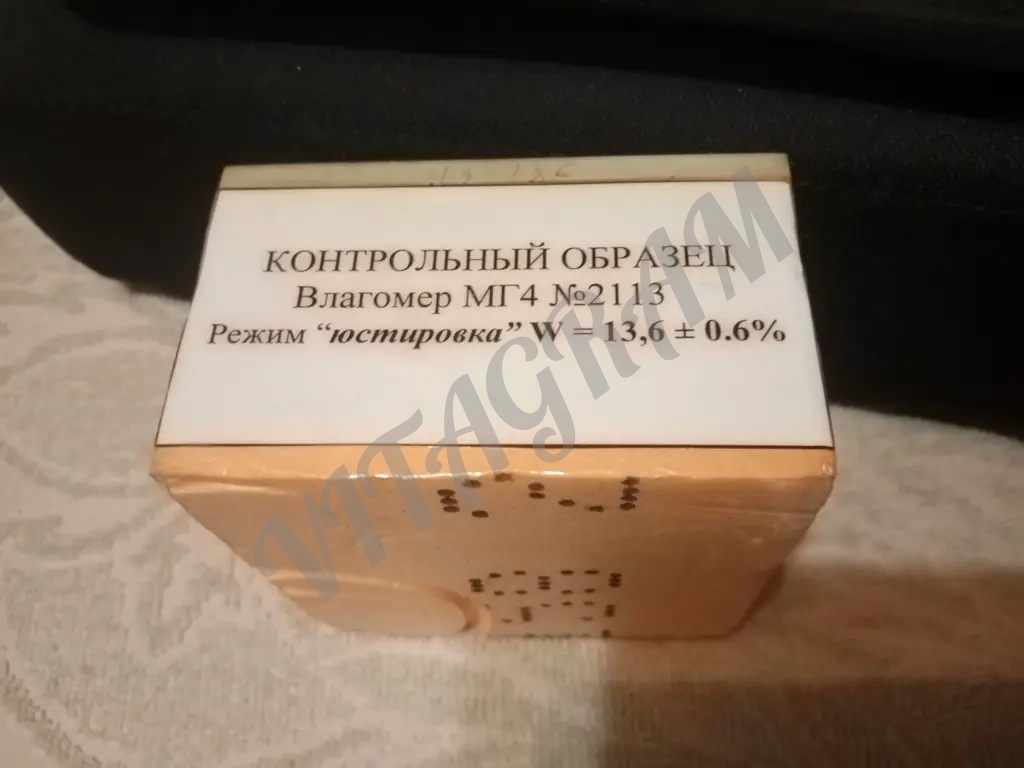 КОНТРОЛЬНЫЙ ОБРАЗЕЦ
Влагомер МГ4 №2113
Режим “юстировка” W = 13,6 ± 0.6%
VITAGRAM